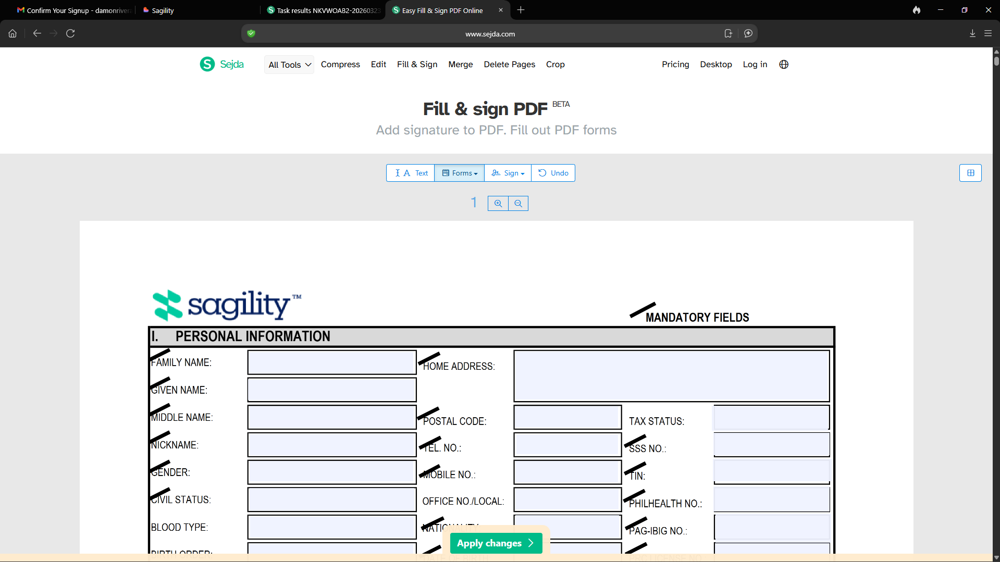 Confirm Your Signup - damonrivera
Sagility
Task results NKVWOAB2-20260323
Easy Fill & Sign PDF Online
www.sejda.com
S Sejda
All Tools
Compress
Edit
Fill & Sign
Merge
Delete Pages
Crop
Pricing
Desktop
Log in
Fill & sign PDF BETA
Add signature to PDF. Fill out PDF forms
Text
Forms
Sign
Undo
1
sagility™
MANDATORY FIELDS
I. PERSONAL INFORMATION
FAMILY NAME:
HOME ADDRESS:
GIVEN NAME:
MIDDLE NAME:
POSTAL CODE:
TAX STATUS:
NICKNAME:
TEL. NO.:
SSS NO.:
GENDER:
MOBILE NO.:
TIN:
CIVIL STATUS:
OFFICE NO./LOCAL:
PHILHEALTH NO.:
BLOOD TYPE:
NATIONALITY
PAG-IBIG NO.:
Apply changes
BIRTH ORDER:
DATE OF BIRTH
PRC LICENSE NO